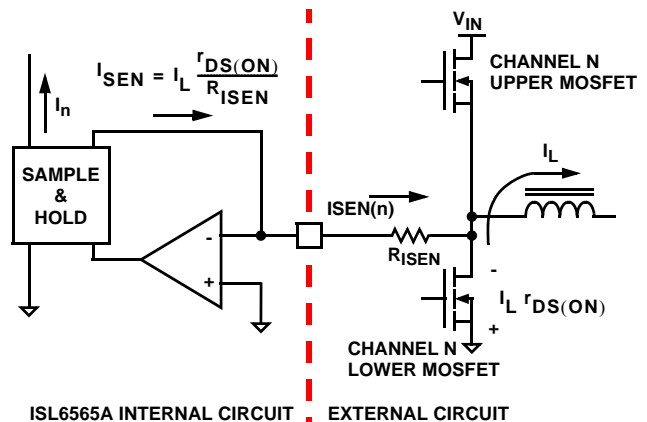 V_IN
CHANNEL N
UPPER MOSFET
I_SEN = I_L r_DS(ON) / R_ISEN
I_n
SAMPLE
&
HOLD
-
+
ISEN(n)
R_ISEN
I_L
-
I_L r_DS(ON)
+
CHANNEL N
LOWER MOSFET
ISL6565A INTERNAL CIRCUIT
EXTERNAL CIRCUIT